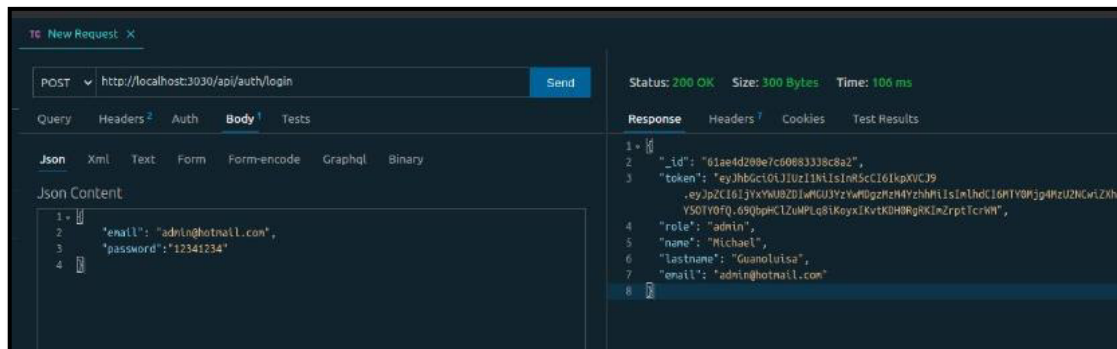 TC New Request ×
POST http://localhost:3030/api/auth/login Send
Query Headers 2 Auth Body 1 Tests
Json Xml Text Form Form-encode Graphql Binary
Json Content
1 {
2 "email": "admin@hotmail.com",
3 "password":"12341234"
4 }
Status: 200 OK Size: 300 Bytes Time: 106 ms
Response Headers 7 Cookies Test Results
1 {
2 "_id": "61ae4d200e7c60083338c8a2",
3 "token": "eyJhbGciOiJIUzI1NiIsInR5cCI6IkpXVCJ9
4 "role": "admin",
5 "name": "Michael",
6 "lastname": "Guanoluisa",
7 "email": "admin@hotmail.com"
8 }